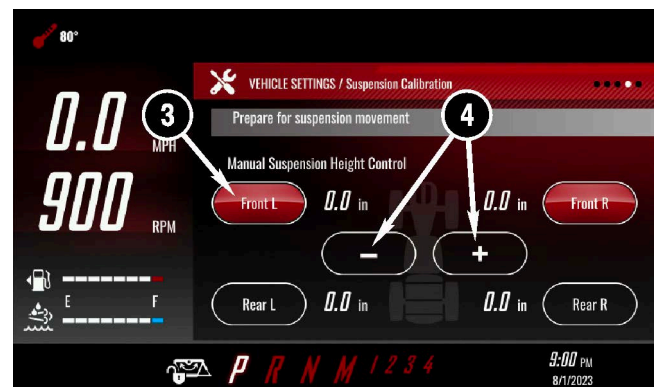 80°
VEHICLE SETTINGS / Suspension Calibration
Prepare for suspension movement
3
4
0.0 MPH
Manual Suspension Height Control
Front L 0.0 in 0.0 in Front R
900 RPM
− +
E F
Rear L 0.0 in 0.0 in Rear R
P R N M 1 2 3 4
9:00 PM
8/1/2023